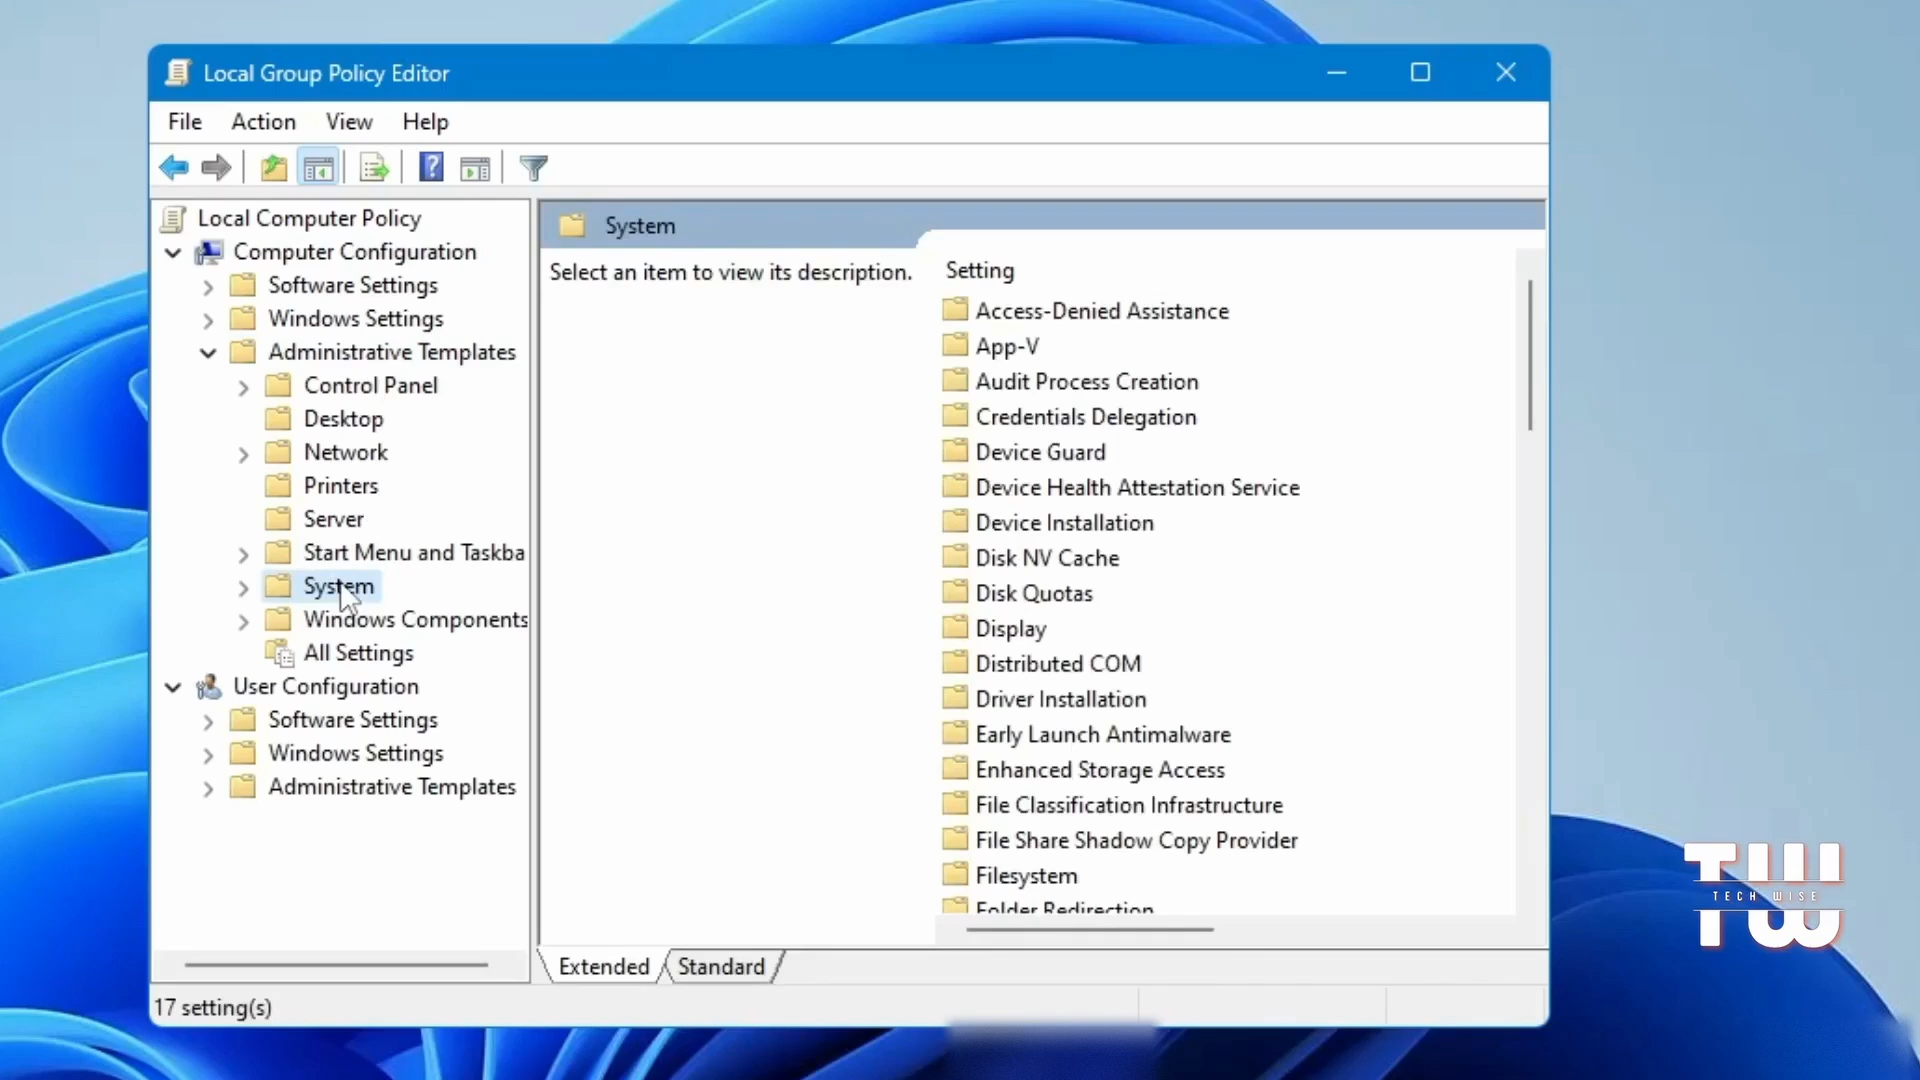 Local Group Policy Editor
File Action View Help
Local Computer Policy
Computer Configuration
Software Settings
Windows Settings
Administrative Templates
Control Panel
Desktop
Network
Printers
Server
Start Menu and Taskba
System
Windows Components
All Settings
User Configuration
Software Settings
Windows Settings
Administrative Templates
System
Select an item to view its description.
Setting
Access-Denied Assistance
App-V
Audit Process Creation
Credentials Delegation
Device Guard
Device Health Attestation Service
Device Installation
Disk NV Cache
Disk Quotas
Display
Distributed COM
Driver Installation
Early Launch Antimalware
Enhanced Storage Access
File Classification Infrastructure
File Share Shadow Copy Provider
Filesystem
Folder Redirection
Extended Standard
17 setting(s)
TW
TECH WISE